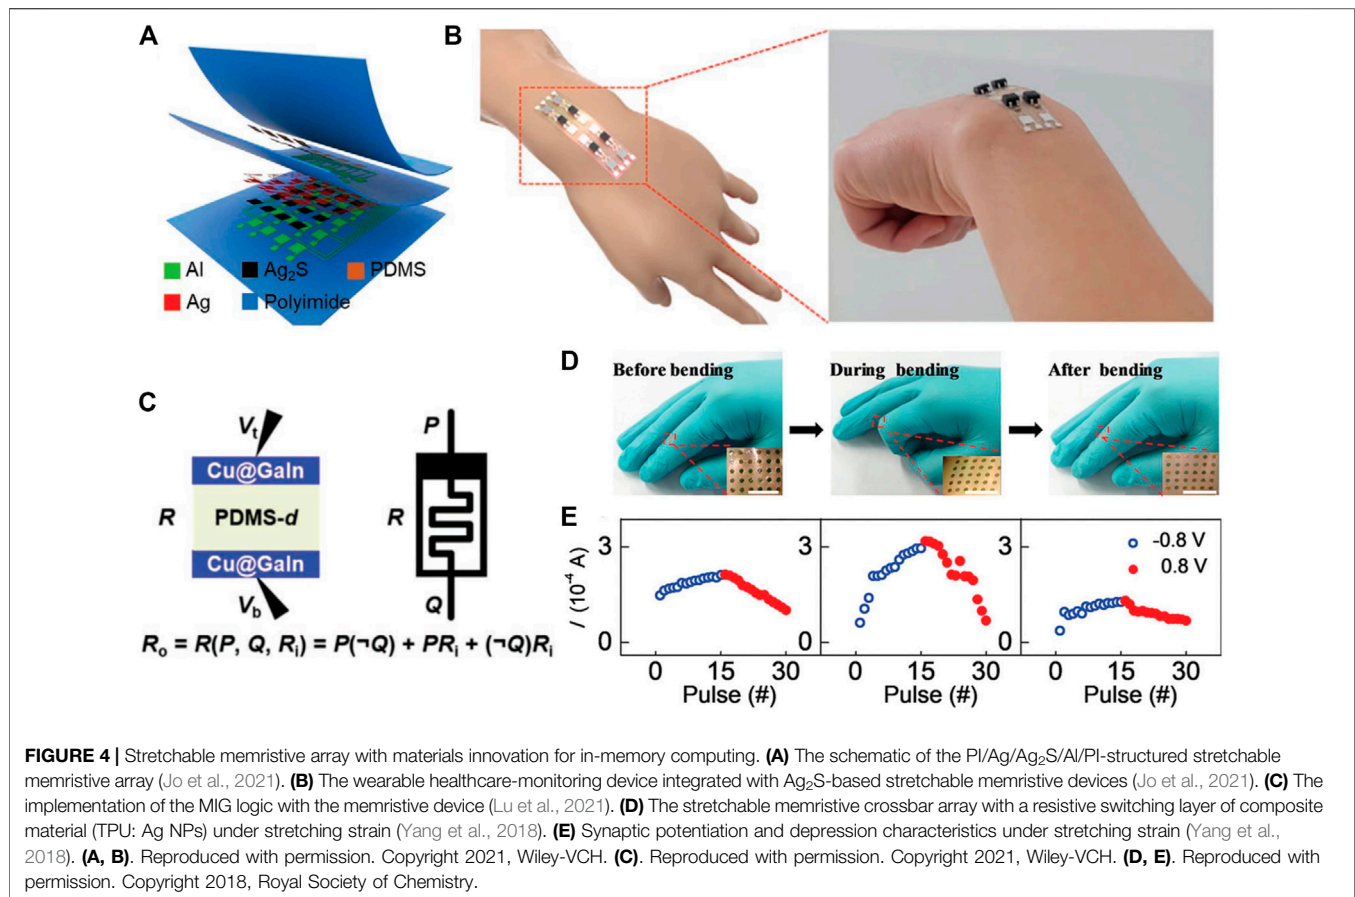 A
B
Al
Ag₂S
PDMS
Ag
Polyimide
C
Vt
Cu@GaIn
R
PDMS-d
Cu@GaIn
Vb
P
R
Q
Rₒ = R(P, Q, Rᵢ) = P(¬Q) + PRᵢ + (¬Q)Rᵢ
D
Before bending
During bending
After bending
E
I (10⁻⁴ A)
3
0
0 15 30
Pulse (#)
3
0
0 15 30
Pulse (#)
3
0
0 15 30
Pulse (#)
-0.8 V
0.8 V
FIGURE 4 | Stretchable memristive array with materials innovation for in-memory computing. (A) The schematic of the PI/Ag/Ag₂S/Al/PI-structured stretchable
memristive array (Jo et al., 2021). (B) The wearable healthcare-monitoring device integrated with Ag₂S-based stretchable memristive devices (Jo et al., 2021). (C) The
implementation of the MIG logic with the memristive device (Lu et al., 2021). (D) The stretchable memristive crossbar array with a resistive switching layer of composite
material (TPU: Ag NPs) under stretching strain (Yang et al., 2018). (E) Synaptic potentiation and depression characteristics under stretching strain (Yang et al.,
2018). (A, B). Reproduced with permission. Copyright 2021, Wiley-VCH. (C). Reproduced with permission. Copyright 2021, Wiley-VCH. (D, E). Reproduced with
permission. Copyright 2018, Royal Society of Chemistry.